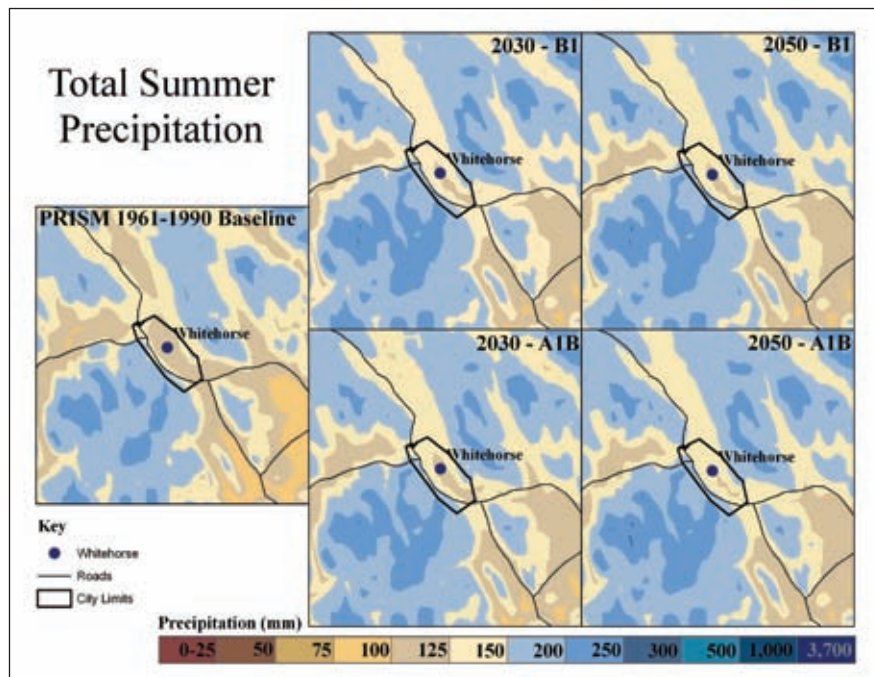 Total Summer
Precipitation
2030 - B1
Whitehorse
2050 - B1
Whitehorse
PRISM 1961-1990 Baseline
Whitehorse
2030 - A1B
Whitehorse
2050 - A1B
Whitehorse
Key
Whitehorse
Roads
City Limits
Precipitation (mm)
0-25 50 75 100 125 150 200 250 300 500 1,000 3,700